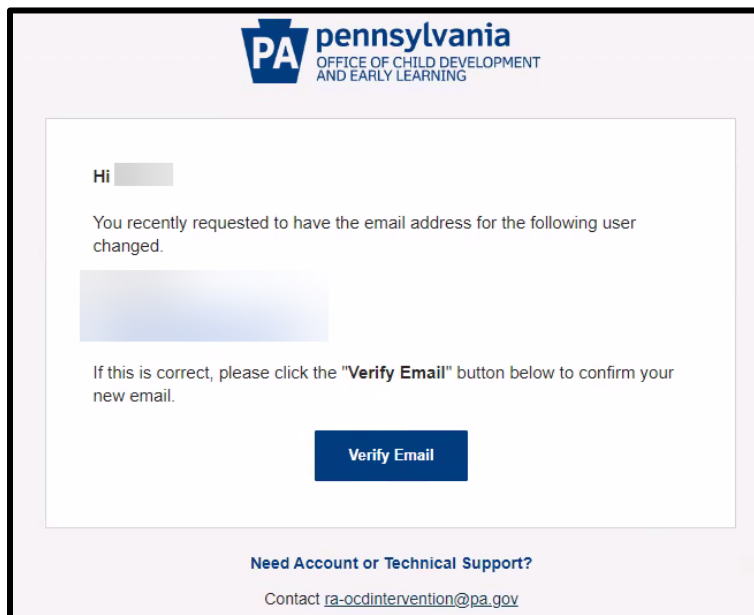 PA pennsylvania
OFFICE OF CHILD DEVELOPMENT
AND EARLY LEARNING
Hi
You recently requested to have the email address for the following user
changed.
If this is correct, please click the "Verify Email" button below to confirm your
new email.
Verify Email
Need Account or Technical Support?
Contact ra-ocdintervention@pa.gov